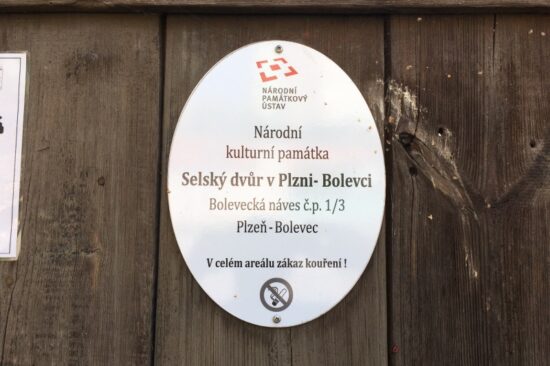 NÁRODNÍ
PAMÁTKOVÝ
ÚSTAV
Národní
kulturní památka
Selský dvůr v Plzni- Bolevci
Bolevecká náves č.p. 1/3
Plzeň - Bolevec
V celém areálu zákaz kouření !